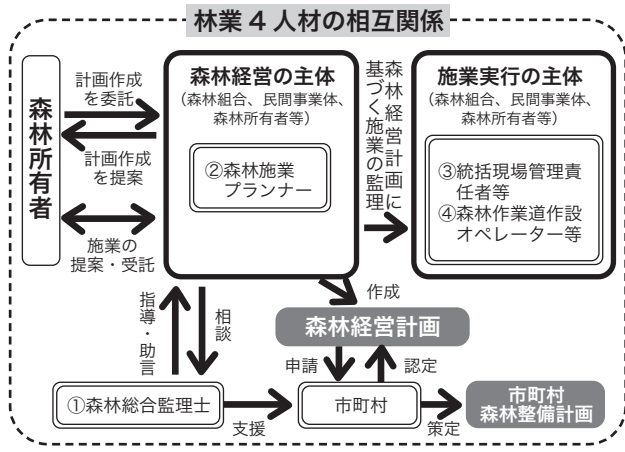 林業4人材の相互関係
森林所有者
計画作成
を委託
計画作成
を提案
施業の
提案・受託
森林経営の主体
(森林組合、民間事業体、
森林所有者等)
②森林施業
プランナー
森林経営計画に
基づく施業の監理
施業実行の主体
(森林組合、民間事業体、
森林所有者等)
③統括現場管理責
任者等
④森林作業道作設
オペレーター等
作成
森林経営計画
指導・助言
相談
申請
認定
①森林総合監理士
支援
市町村
策定
市町村
森林整備計画